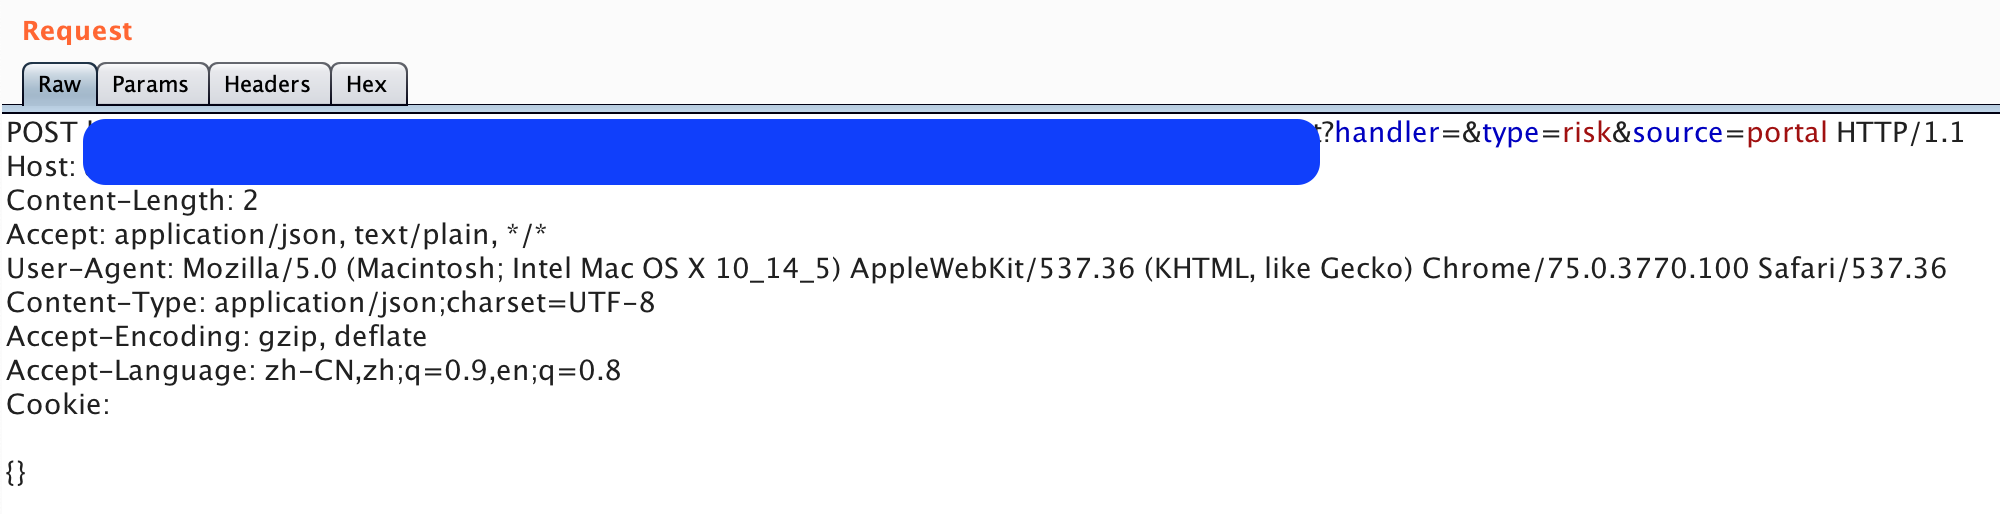 Request
Raw Params Headers Hex
POST ?handler=&type=risk&source=portal HTTP/1.1
Host:
Content-Length: 2
Accept: application/json, text/plain, */*
User-Agent: Mozilla/5.0 (Macintosh; Intel Mac OS X 10_14_5) AppleWebKit/537.36 (KHTML, like Gecko) Chrome/75.0.3770.100 Safari/537.36
Content-Type: application/json;charset=UTF-8
Accept-Encoding: gzip, deflate
Accept-Language: zh-CN,zh;q=0.9,en;q=0.8
Cookie:
{}